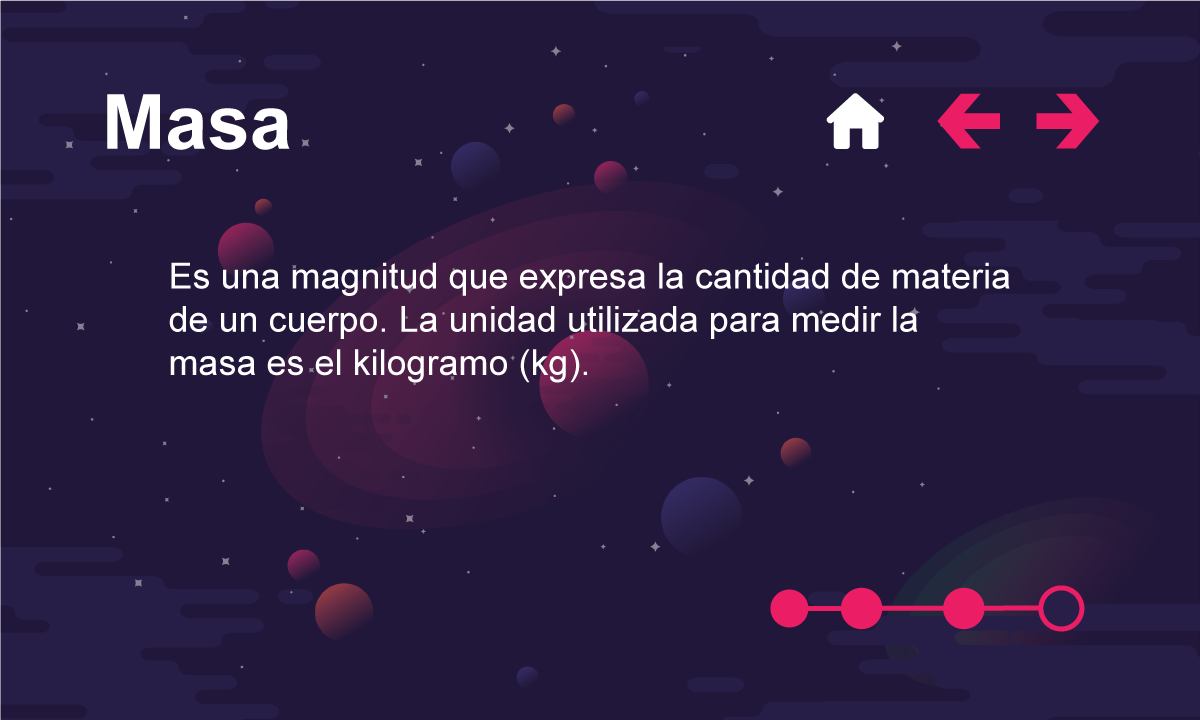 Masa
Es una magnitud que expresa la cantidad de materia
de un cuerpo. La unidad utilizada para medir la
masa es el kilogramo (kg).